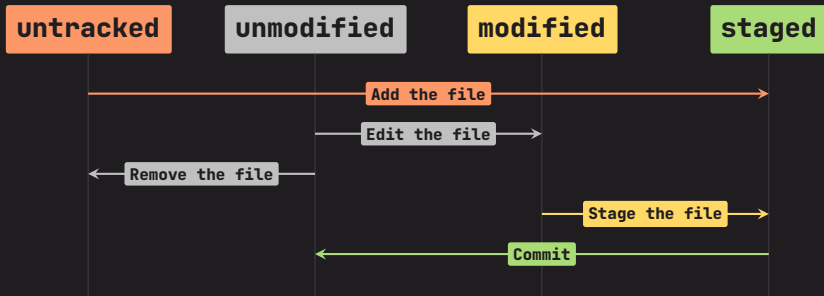 untracked
unmodified
modified
staged
Add the file
Edit the file
Remove the file
Stage the file
Commit